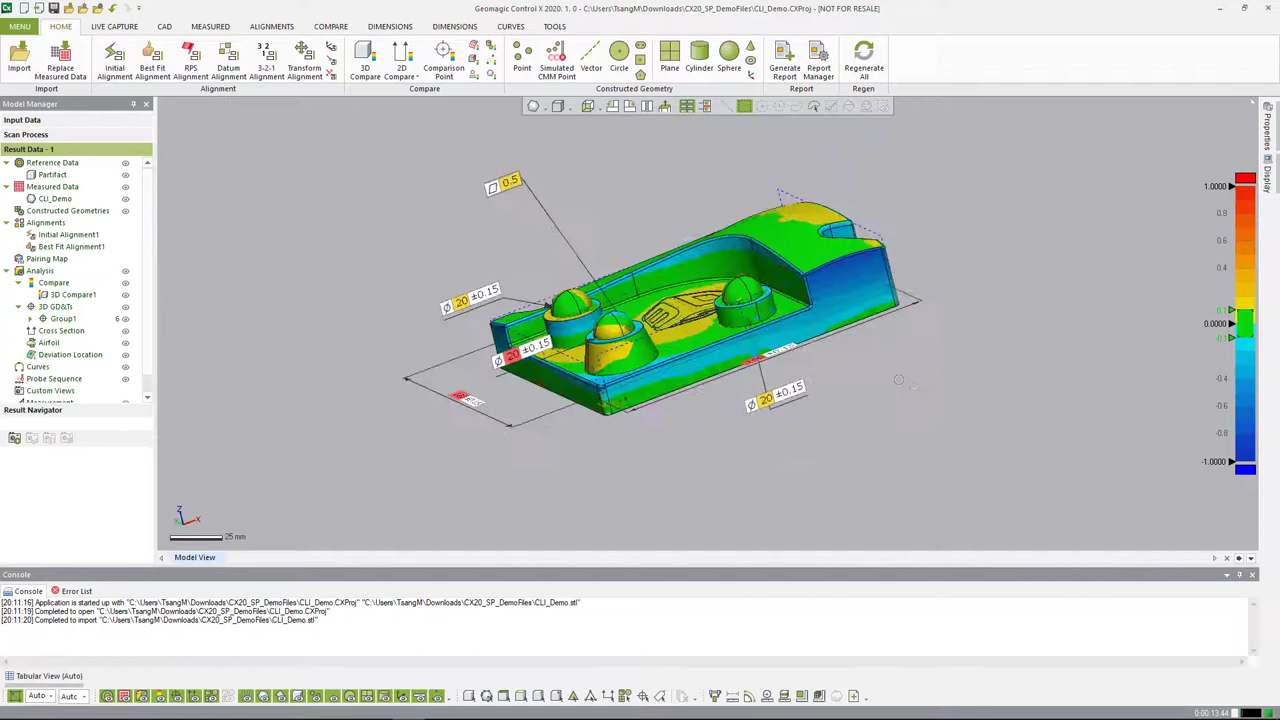 Geomagic Control X 2020. 1. 0 - C:\Users\TsangM\Downloads\CX20_SP_DemoFiles\CLI_Demo.CXProj - [NOT FOR RESALE]
MENU HOME LIVE CAPTURE CAD MEASURED ALIGNMENTS COMPARE DIMENSIONS DIMENSIONS CURVES TOOLS
Import
Replace Measured Data
Initial Alignment
Best Fit Alignment
RPS Alignment
Datum Alignment
3-2-1 Alignment
Transform Alignment
3D Compare
2D Compare
Comparison Point
Point
Simulated CMM Point
Vector
Circle
Plane
Cylinder
Sphere
Generate Report
Report Manager
Regenerate All
Import Alignment Compare Constructed Geometry Report Regen
Model Manager
Input Data
Scan Process
Result Data - 1
Reference Data
Partifact
Measured Data
CLI_Demo
Constructed Geometries
Alignments
Initial Alignment1
Best Fit Alignment1
Pairing Map
Analysis
Compare
3D Compare1
3D GD&Ts
Group1 6
Cross Section
Airfoil
Deviation Location
Curves
Probe Sequence
Custom Views
Result Navigator
0.5
Ø 20 ±0.15
Ø 20 ±0.15
Ø 20 ±0.15
Z
X
25 mm
Properties
Display
1.0000
0.8
0.6
0.4
0.1
0.0000
-0.4
-0.6
-0.8
-1.0000
Model View
Console
Console Error List
[20:11:16] Application is started up with "C:\Users\TsangM\Downloads\CX20_SP_DemoFiles\CLI_Demo.CXProj" "C:\Users\TsangM\Downloads\CX20_SP_DemoFiles\CLI_Demo.stl"
[20:11:19] Completed to open "C:\Users\TsangM\Downloads\CX20_SP_DemoFiles\CLI_Demo.CXProj"
[20:11:20] Completed to import "C:\Users\TsangM\Downloads\CX20_SP_DemoFiles\CLI_Demo.stl"
Tabular View (Auto)
Auto Autc
0:00:13.44